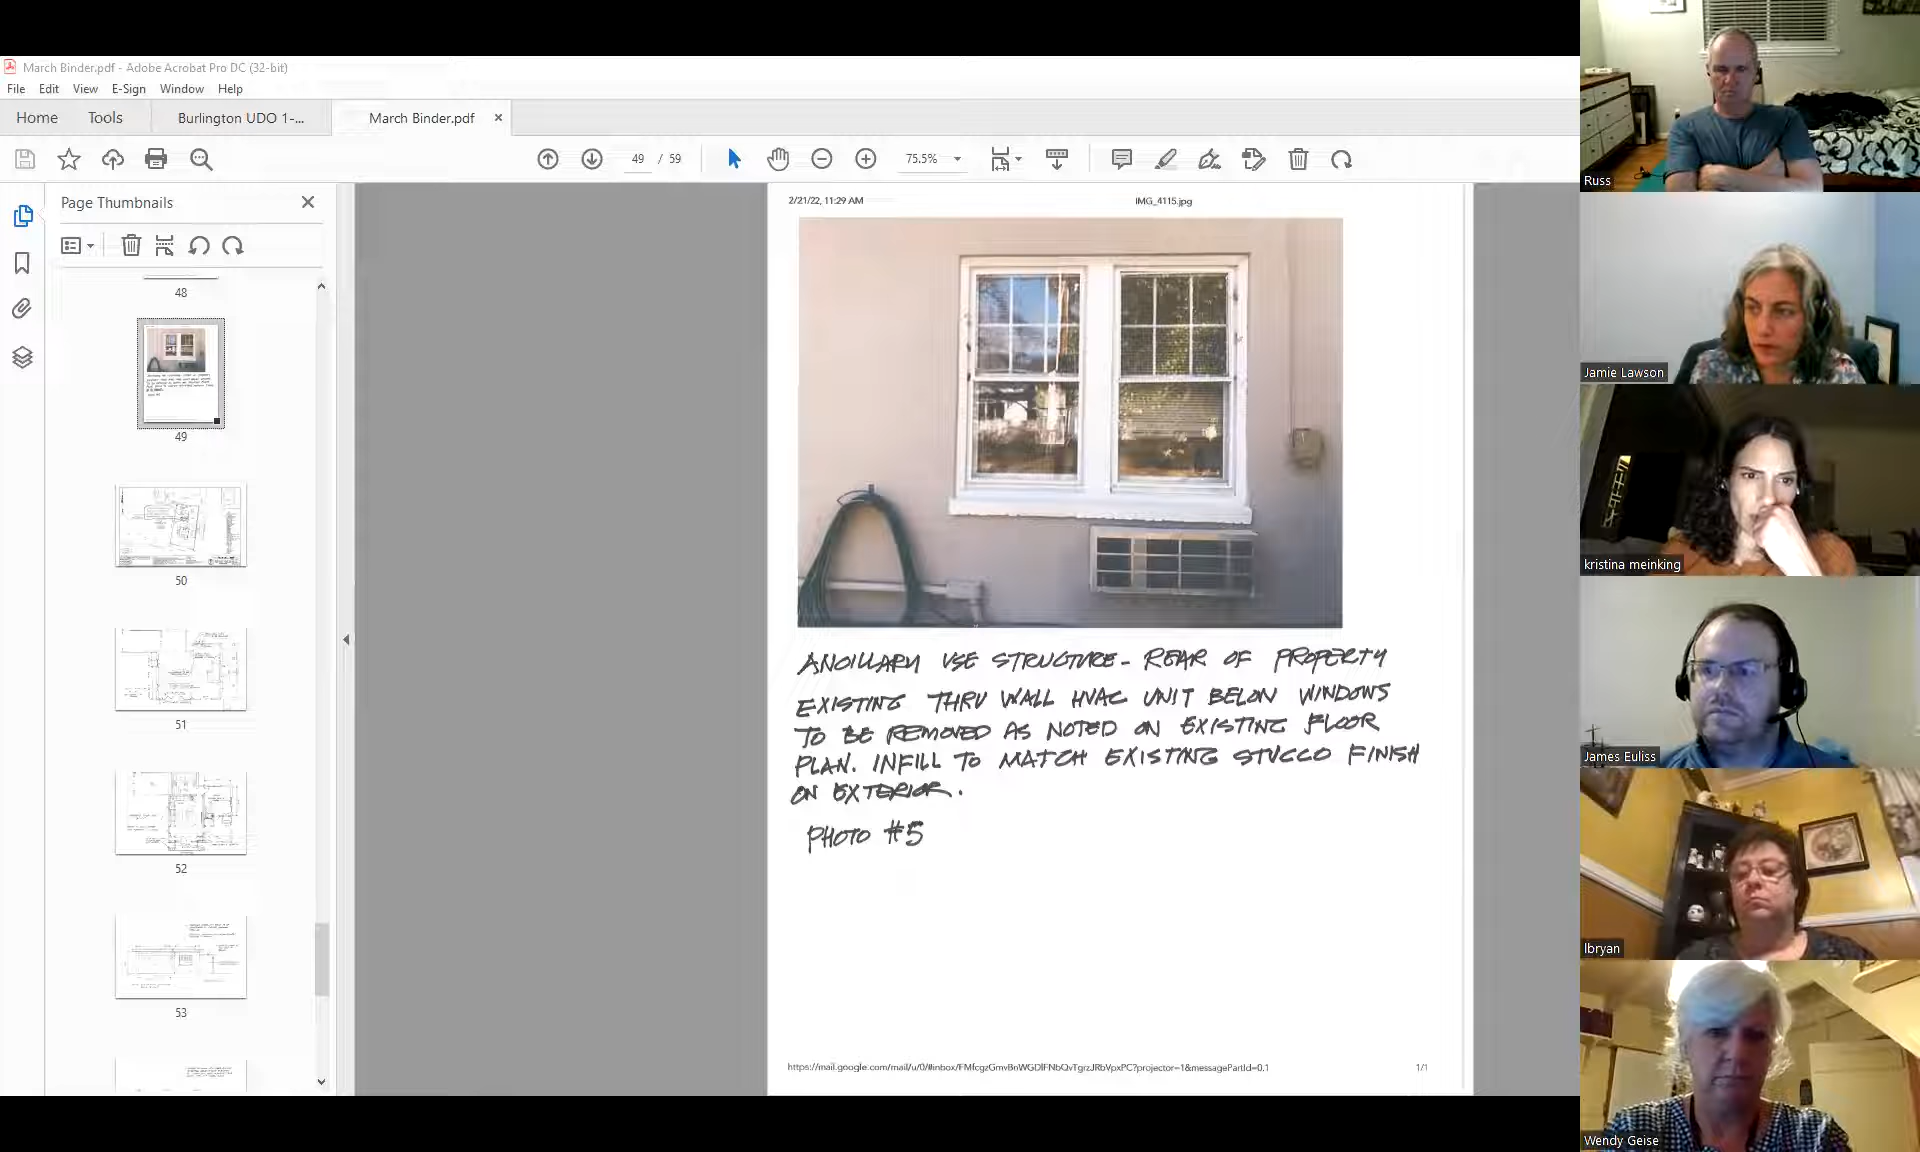 March Binder.pdf - Adobe Acrobat Pro DC (32-bit)
File Edit View E-Sign Window Help
Home Tools Burlington UDO 1-... March Binder.pdf ×
49 / 59 75.5%
Page Thumbnails
48
49
50
51
52
53
2/21/22, 11:29 AM IMG_4115.jpg
ANCILLARY USE STRUCTURE - REAR OF PROPERTY
EXISTING THRU WALL HVAC UNIT BELOW WINDOWS
TO BE REMOVED AS NOTED ON EXISTING FLOOR
PLAN. INFILL TO MATCH EXISTING STUCCO FINISH
ON EXTERIOR.
PHOTO #5
1/1
Russ
Jamie Lawson
kristina meinking
James Euliss
lbryan
Wendy Geise